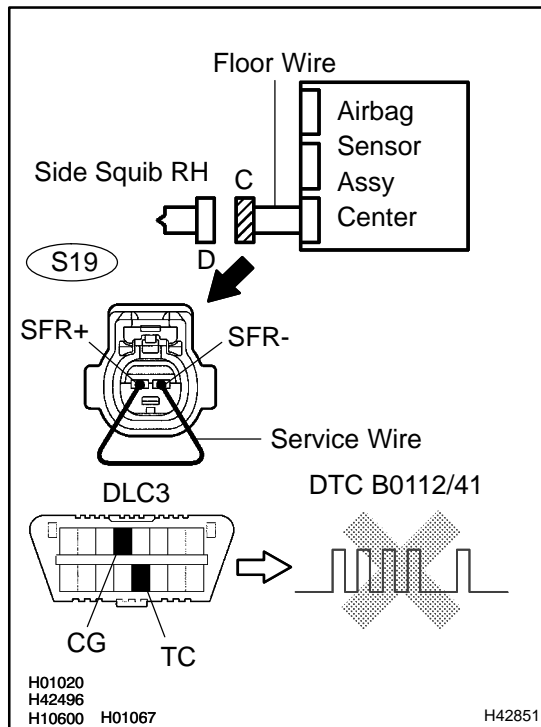 Floor Wire
Airbag
Sensor
Assy
Center
Side Squib RH
C
D
S19
SFR+
SFR-
Service Wire
DLC3
DTC B0112/41
CG
TC
H01020
H42496
H10600 H01067
H42851